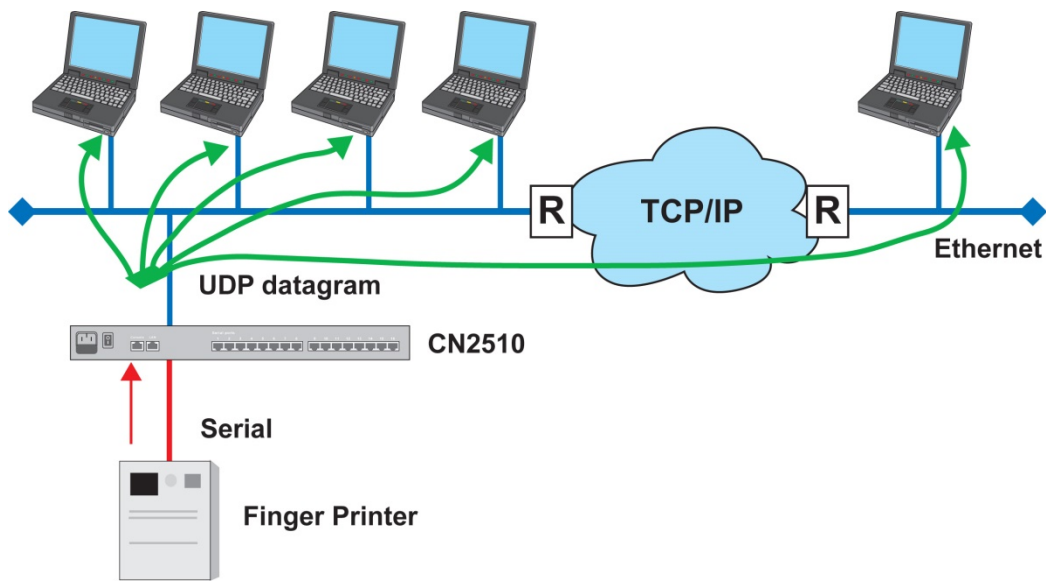 R
TCP/IP
R
Ethernet
UDP datagram
CN2510
Serial
Finger Printer